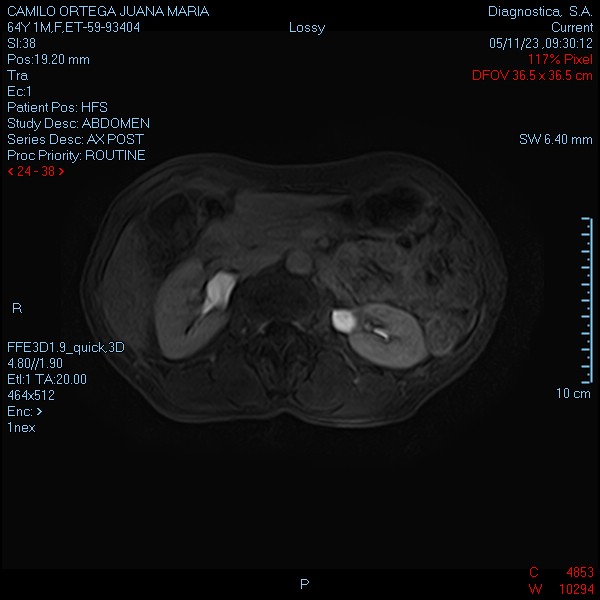 CAMILO ORTEGA JUANA MARIA
64Y 1M,F,ET-59-93404
Sl:38
Pos:19.20 mm
Tra
Ec:1
Patient Pos: HFS
Study Desc: ABDOMEN
Series Desc: AX POST
Proc Priority: ROUTINE
< 24 - 38 >
Lossy
Diagnostica, S.A.
Current
05/11/23 ,09:30:12
117% Pixel
DFOV 36.5 x 36.5 cm
SW 6.40 mm
R
10 cm
FFE3D1.9_quick,3D
4.80//1.90
Etl:1 TA:20.00
464x512
Enc: >
1nex
P
C 4853
W 10294